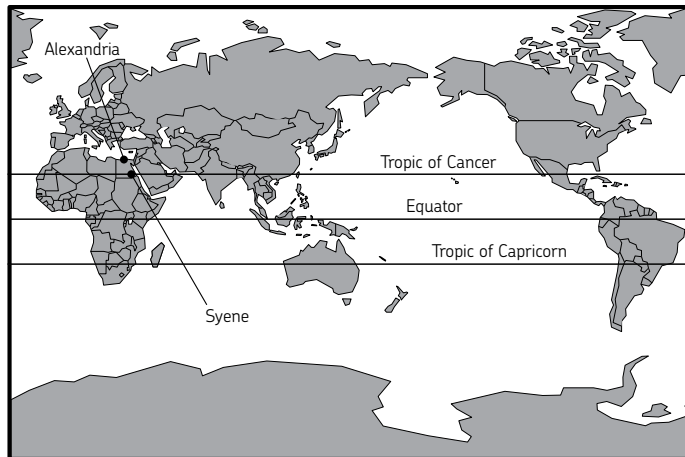 Alexandria
Tropic of Cancer
Equator
Tropic of Capricorn
Syene